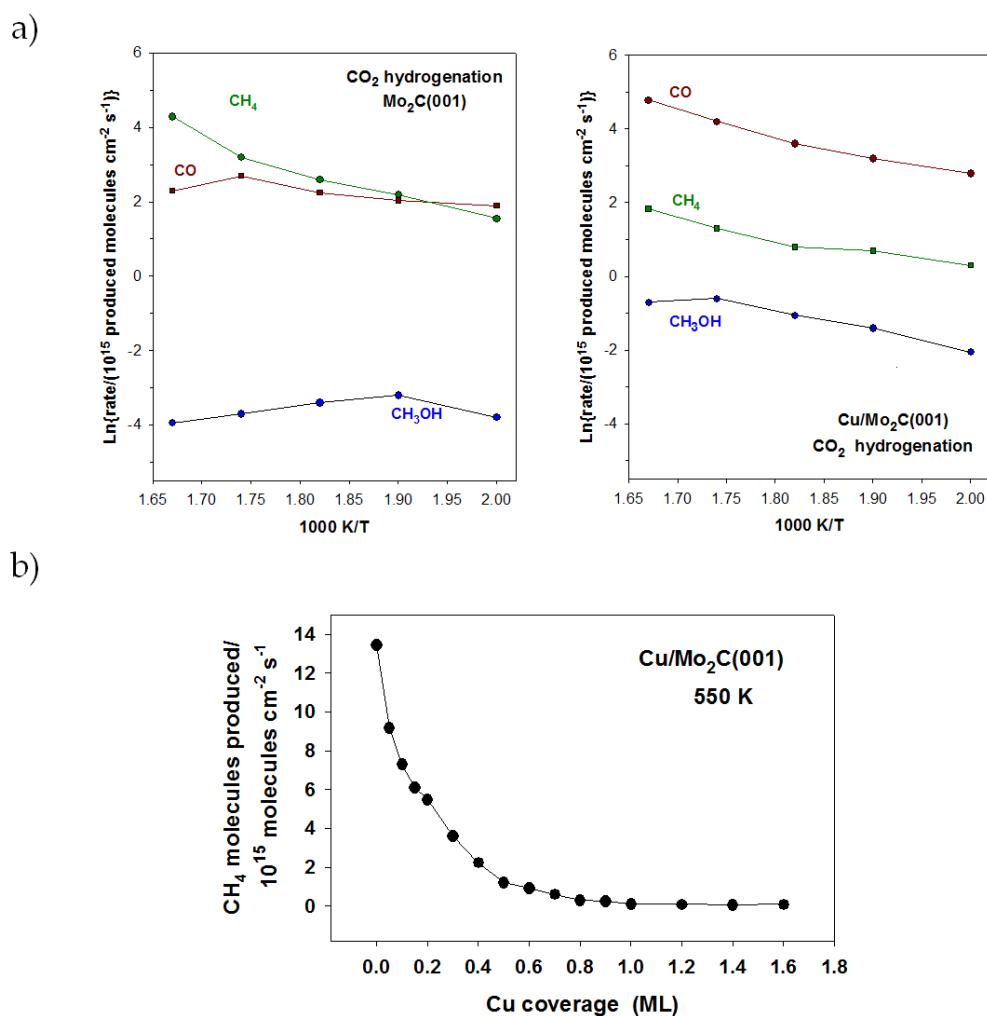 a)
Ln{rate/(10¹⁵ produced molecules cm⁻² s⁻¹)}
6
4
2
0
-2
-4
CO₂ hydrogenation
Mo₂C(001)
CH₄
CO
CH₃OH
1.65 1.70 1.75 1.80 1.85 1.90 1.95 2.00
1000 K/T
Ln{rate/(10¹⁵ produced molecules cm⁻² s⁻¹)}
6
4
2
0
-2
-4
CO
CH₄
CH₃OH
Cu/Mo₂C(001)
CO₂ hydrogenation
1.65 1.70 1.75 1.80 1.85 1.90 1.95 2.00
1000 K/T
b)
CH₄ molecules produced/
10¹⁵ molecules cm⁻² s⁻¹
14
12
10
8
6
4
2
0
Cu/Mo₂C(001)
550 K
0.0 0.2 0.4 0.6 0.8 1.0 1.2 1.4 1.6 1.8
Cu coverage (ML)